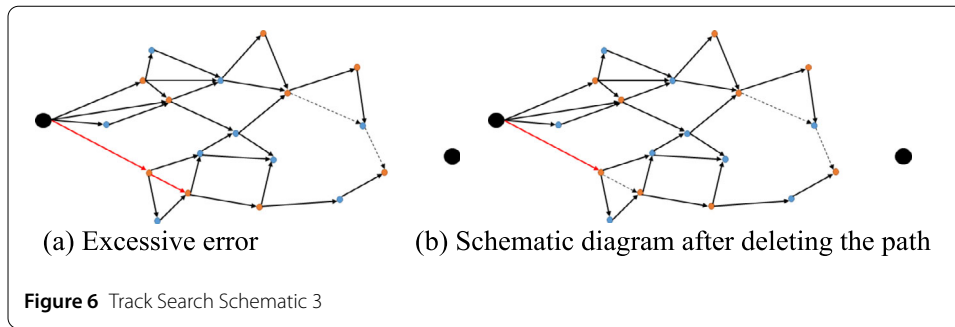 (a) Excessive error
(b) Schematic diagram after deleting the path
Figure 6 Track Search Schematic 3